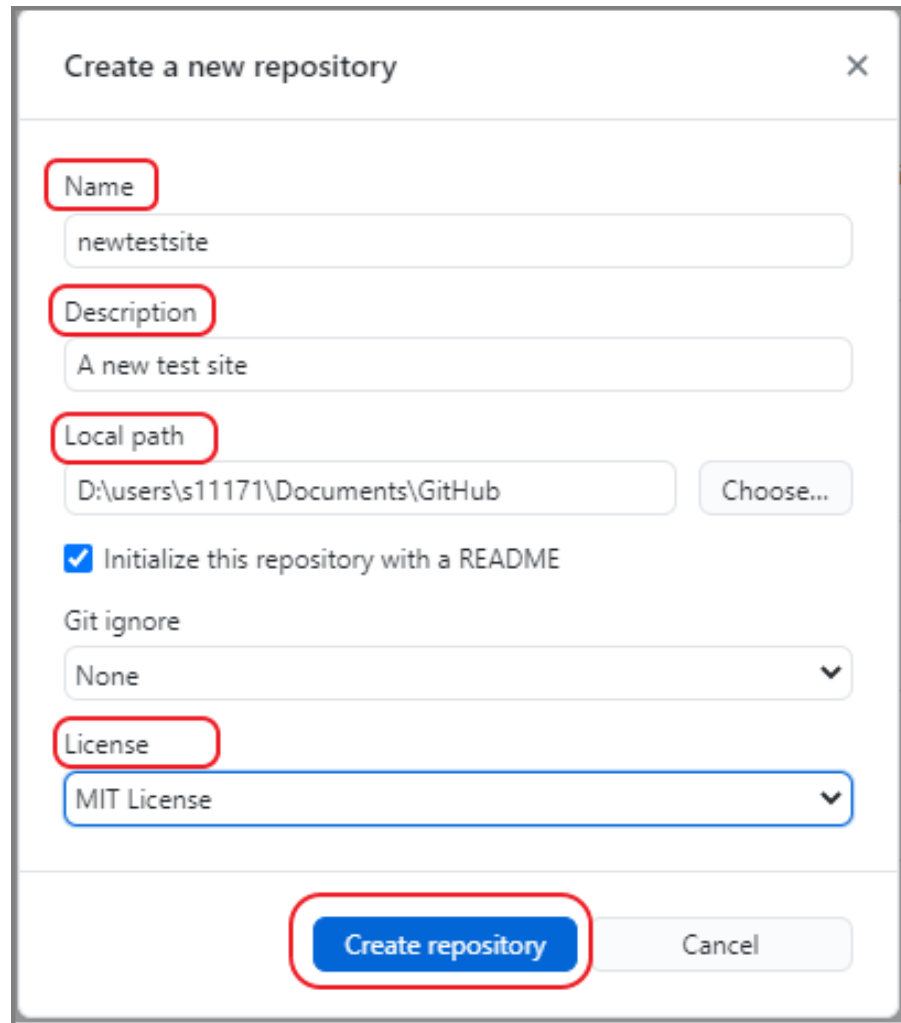 Create a new repository
Name
newtestsite
Description
A new test site
Local path
D:\users\s11171\Documents\GitHub
Choose...
Initialize this repository with a README
Git ignore
None
License
MIT License
Create repository
Cancel